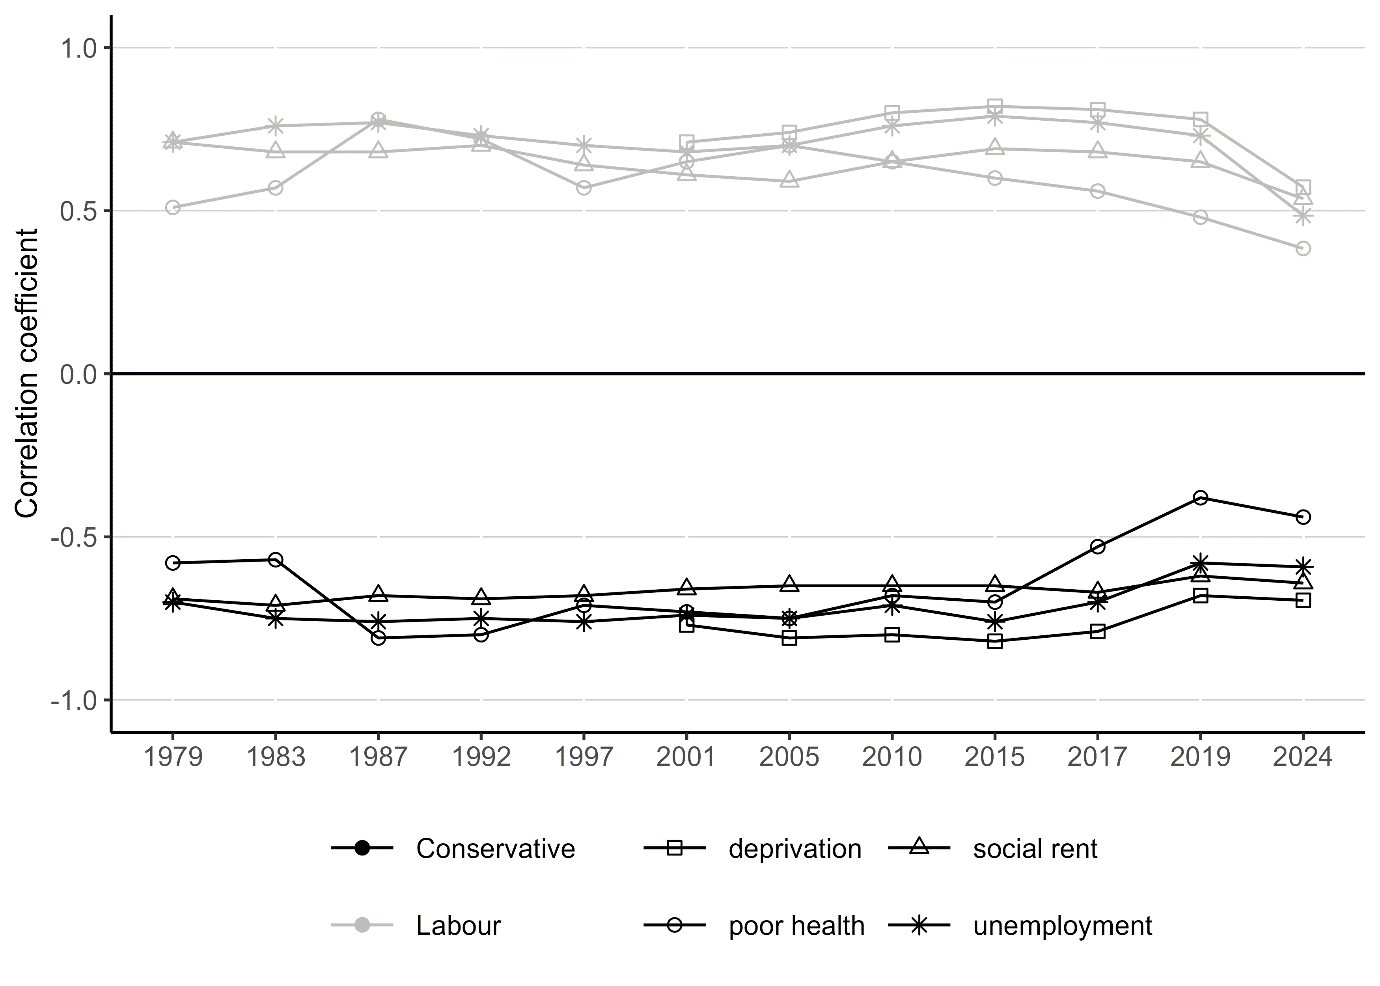 Correlation coefficient
1.0
0.5
0.0
-0.5
-1.0
1979 1983 1987 1992 1997 2001 2005 2010 2015 2017 2019 2024
Conservative deprivation social rent
Labour poor health unemployment